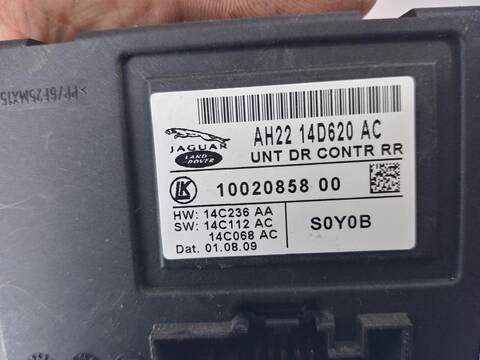 AH22 14D620 AC
JAGUAR
LAND-ROVER
UNT DR CONTR RR
LK
10020858 00
HW: 14C236 AA
SW: 14C112 AC
14C068 AC
Dat. 01.08.09
S0Y0B